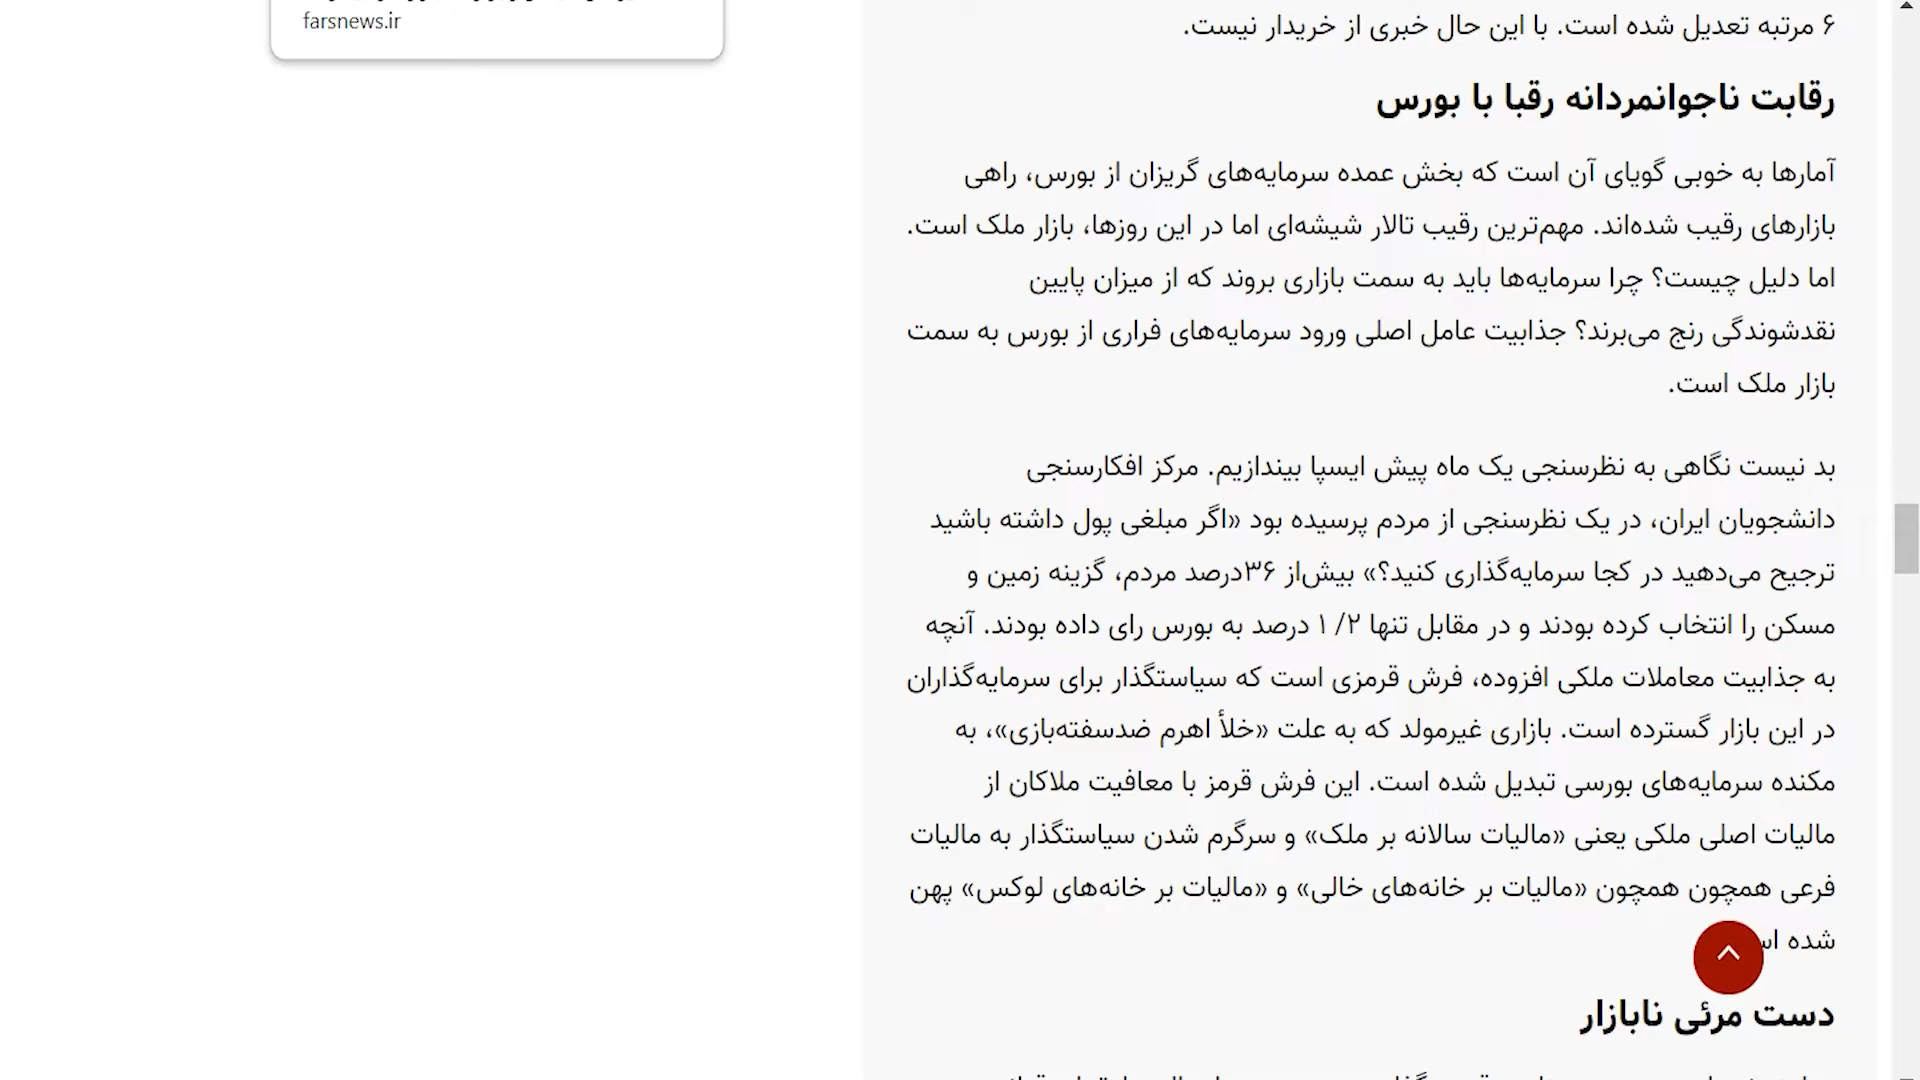 farsnews.ir
۶ مرتبه تعدیل شده است. با این حال خبری از خریدار نیست.
رقابت ناجوانمردانه رقبا با بورس
آمارها به خوبی گویای آن است که بخش عمده سرمایه‌های گریزان از بورس، راهی
بازارهای رقیب شده‌اند. مهم‌ترین رقیب تالار شیشه‌ای اما در این روزها، بازار ملک است.
اما دلیل چیست؟ چرا سرمایه‌ها باید به سمت بازاری بروند که از میزان پایین
نقدشوندگی رنج می‌برند؟ جذابیت عامل اصلی ورود سرمایه‌های فراری از بورس به سمت
بازار ملک است.
بد نیست نگاهی به نظرسنجی یک ماه پیش ایسپا بیندازیم. مرکز افکارسنجی
دانشجویان ایران، در یک نظرسنجی از مردم پرسیده بود «اگر مبلغی پول داشته باشید
ترجیح می‌دهید در کجا سرمایه‌گذاری کنید؟» بیش‌از ۳۶درصد مردم، گزینه زمین و
مسکن را انتخاب کرده بودند و در مقابل تنها ۱/۲ درصد به بورس رای داده بودند. آنچه
به جذابیت معاملات ملکی افزوده، فرش قرمزی است که سیاستگذار برای سرمایه‌گذاران
در این بازار گسترده است. بازاری غیرمولد که به علت «خلأ اهرم ضدسفته‌بازی»، به
مکنده سرمایه‌های بورسی تبدیل شده است. این فرش قرمز با معافیت ملاکان از
مالیات اصلی ملکی یعنی «مالیات سالانه بر ملک» و سرگرم شدن سیاستگذار به مالیات
فرعی همچون همچون «مالیات بر خانه‌های خالی» و «مالیات بر خانه‌های لوکس» پهن
شده
دست مرئی نابازار